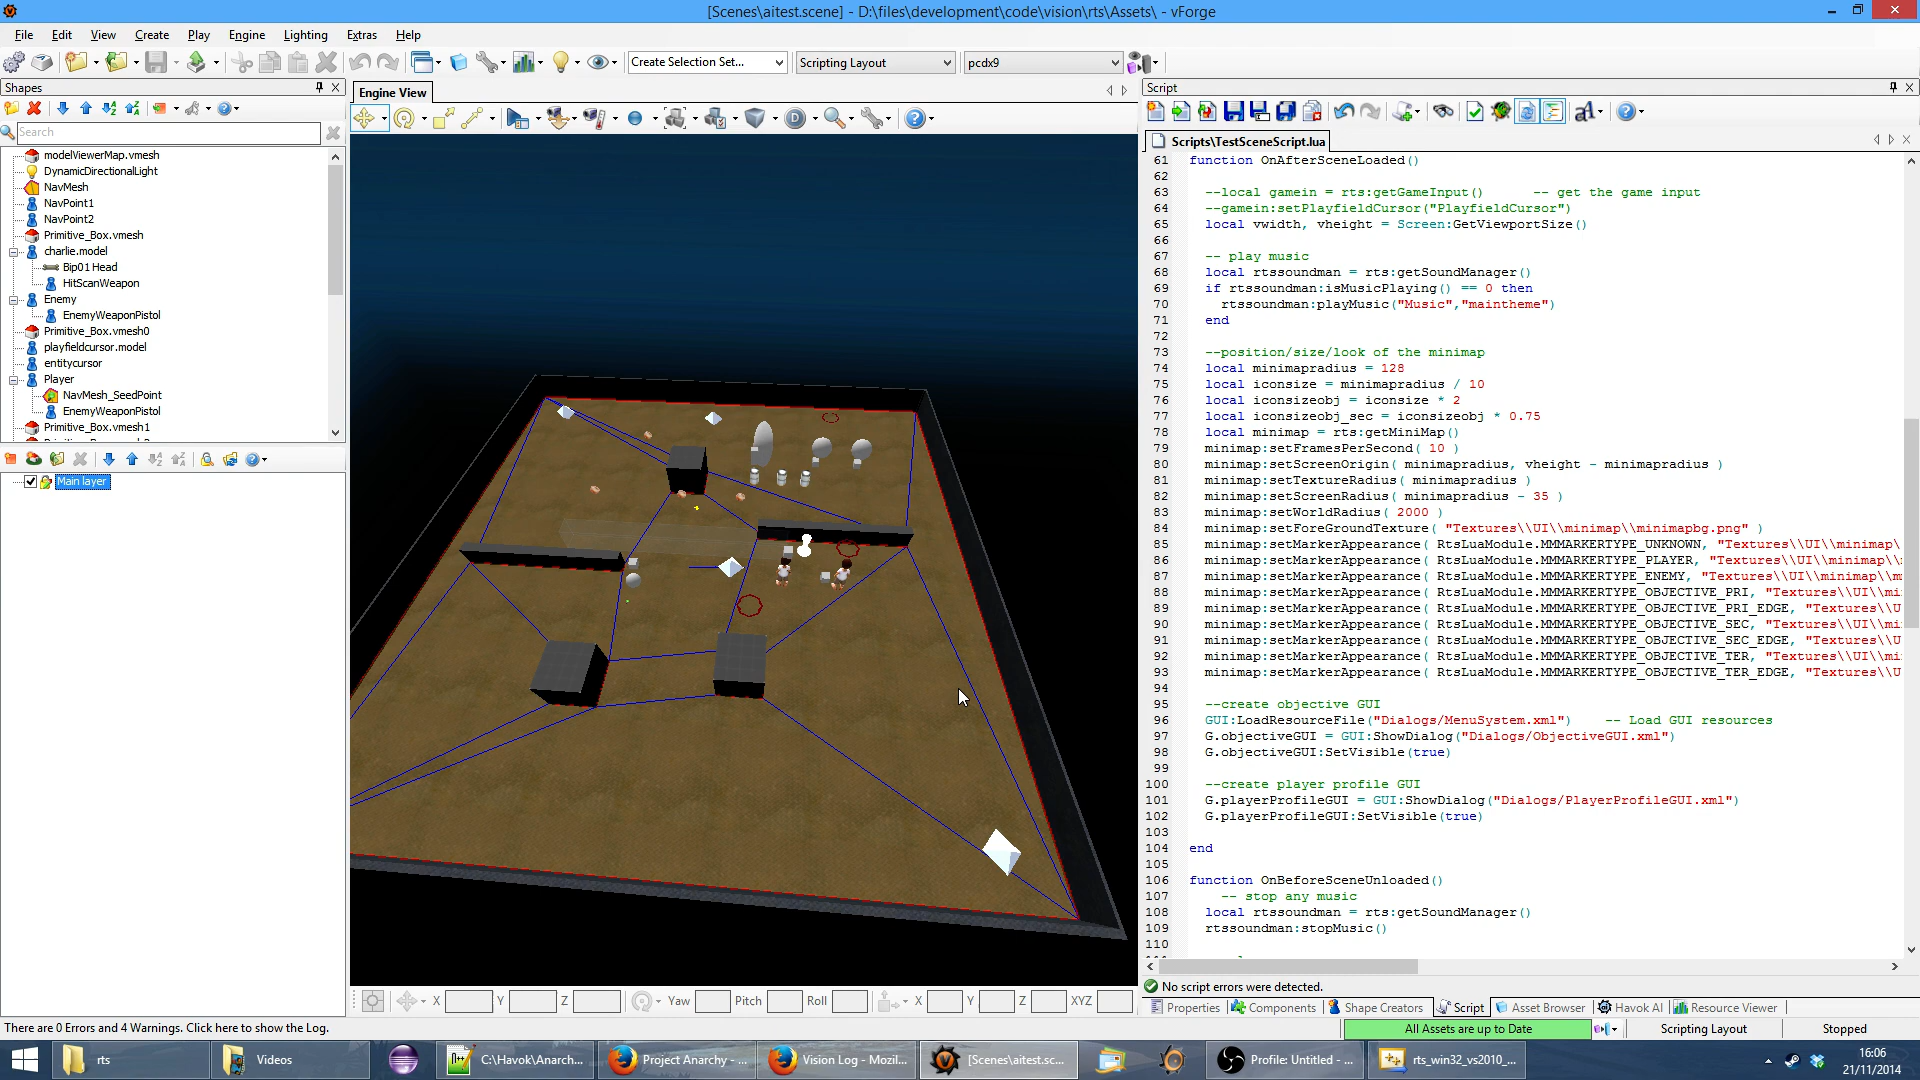 [Scenes\aitest.scene] - D:\files\development\code\vision\rts\Assets\ - vForge
File Edit View Create Play Engine Lighting Extras Help
Create Selection Set... Scripting Layout pcdx9
Shapes
Search
modelViewerMap.vmesh
DynamicDirectionalLight
NavMesh
NavPoint1
NavPoint2
Primitive_Box.vmesh
charlie.model
Bip01 Head
HitScanWeapon
Enemy
EnemyWeaponPistol
Primitive_Box.vmesh0
playfieldcursor.model
entitycursor
Player
NavMesh_SeedPoint
EnemyWeaponPistol
Primitive_Box.vmesh1
Main layer
Engine View
X Y Z Yaw Pitch Roll X Y Z XYZ
Script
Scripts\TestSceneScript.lua
61 function OnAfterSceneLoaded()
62
63 --local gamein = rts:getGameInput() -- get the game input
64 --gamein:setPlayfieldCursor("PlayfieldCursor")
65 local vwidth, vheight = Screen:GetViewportSize()
66
67 -- play music
68 local rtssoundman = rts:getSoundManager()
69 if rtssoundman:isMusicPlaying() == 0 then
70 rtssoundman:playMusic("Music","maintheme")
71 end
72
73 --position/size/look of the minimap
74 local minimapradius = 128
75 local iconsize = minimapradius / 10
76 local iconsizeobj = iconsize * 2
77 local iconsizeobj_sec = iconsizeobj * 0.75
78 local minimap = rts:getMiniMap()
79 minimap:setFramesPerSecond( 10 )
80 minimap:setScreenOrigin( minimapradius, vheight - minimapradius )
81 minimap:setTextureRadius( minimapradius )
82 minimap:setScreenRadius( minimapradius - 35 )
83 minimap:setWorldRadius( 2000 )
84 minimap:setForeGroundTexture( "Textures\\UI\\minimap\\minimapbg.png" )
85 minimap:setMarkerAppearance( RtsLuaModule.MMMARKERTYPE_UNKNOWN, "Textures\\UI\\minimap\
86 minimap:setMarkerAppearance( RtsLuaModule.MMMARKERTYPE_PLAYER, "Textures\\UI\\minimap\\
87 minimap:setMarkerAppearance( RtsLuaModule.MMMARKERTYPE_ENEMY, "Textures\\UI\\minimap\\m
88 minimap:setMarkerAppearance( RtsLuaModule.MMMARKERTYPE_OBJECTIVE_PRI, "Textures\\UI\\mi
89 minimap:setMarkerAppearance( RtsLuaModule.MMMARKERTYPE_OBJECTIVE_PRI_EDGE, "Textures\\U
90 minimap:setMarkerAppearance( RtsLuaModule.MMMARKERTYPE_OBJECTIVE_SEC, "Textures\\UI\\mi
91 minimap:setMarkerAppearance( RtsLuaModule.MMMARKERTYPE_OBJECTIVE_SEC_EDGE, "Textures\\U
92 minimap:setMarkerAppearance( RtsLuaModule.MMMARKERTYPE_OBJECTIVE_TER, "Textures\\UI\\mi
93 minimap:setMarkerAppearance( RtsLuaModule.MMMARKERTYPE_OBJECTIVE_TER_EDGE, "Textures\\U
94
95 --create objective GUI
96 GUI:LoadResourceFile("Dialogs/MenuSystem.xml") -- Load GUI resources
97 G.objectiveGUI = GUI:ShowDialog("Dialogs/ObjectiveGUI.xml")
98 G.objectiveGUI:SetVisible(true)
99
100 --create player profile GUI
101 G.playerProfileGUI = GUI:ShowDialog("Dialogs/PlayerProfileGUI.xml")
102 G.playerProfileGUI:SetVisible(true)
103
104 end
105
106 function OnBeforeSceneUnloaded()
107 -- stop any music
108 local rtssoundman = rts:getSoundManager()
109 rtssoundman:stopMusic()
110
No script errors were detected.
Properties Components Shape Creators Script Asset Browser Havok AI Resource Viewer
There are 0 Errors and 4 Warnings. Click here to show the Log.
All Assets are up to Date Scripting Layout Stopped
rts Videos C:\Havok\Anarch... Project Anarchy - ... Vision Log - Mozil... [Scenes\aitest.sc... Profile: Untitled - ... rts_win32_vs2010_...
16:06
21/11/2014